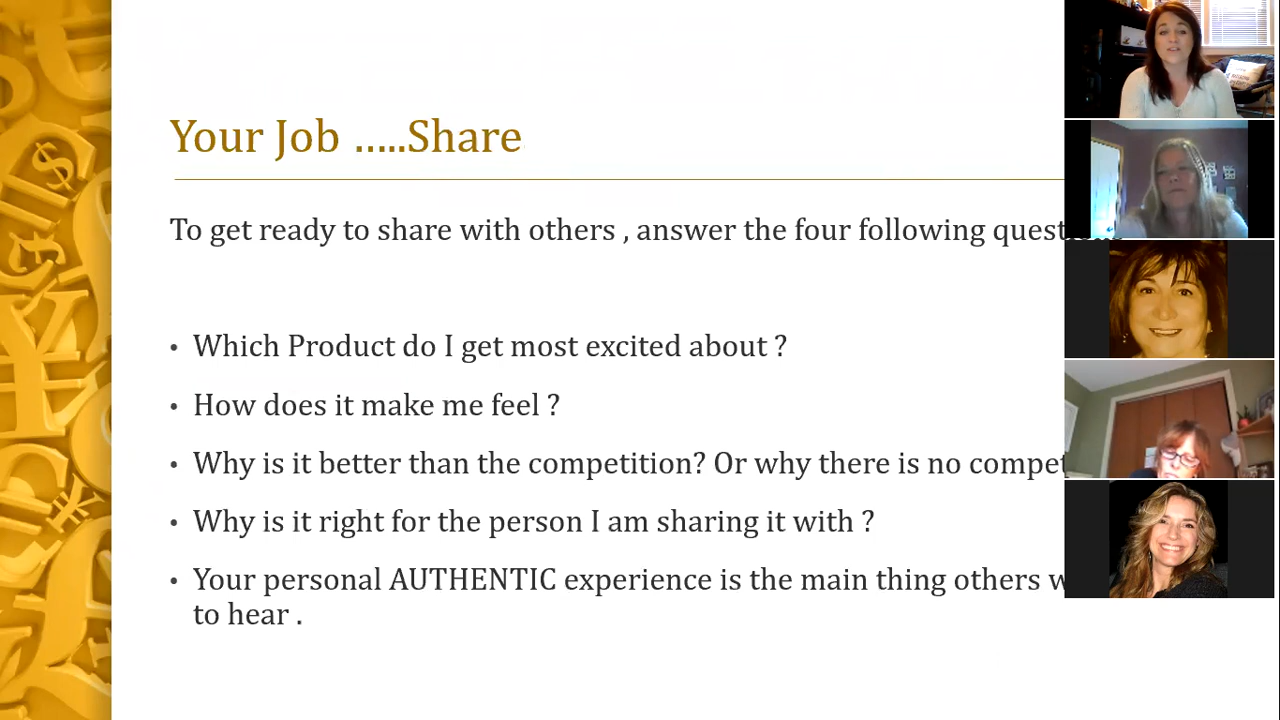 Your Job .....Share
To get ready to share with others , answer the four following
• Which Product do I get most excited about ?
• How does it make me feel ?
• Why is it better than the competition? Or why there is no
• Why is it right for the person I am sharing it with ?
• Your personal AUTHENTIC experience is the main thing others
to hear .